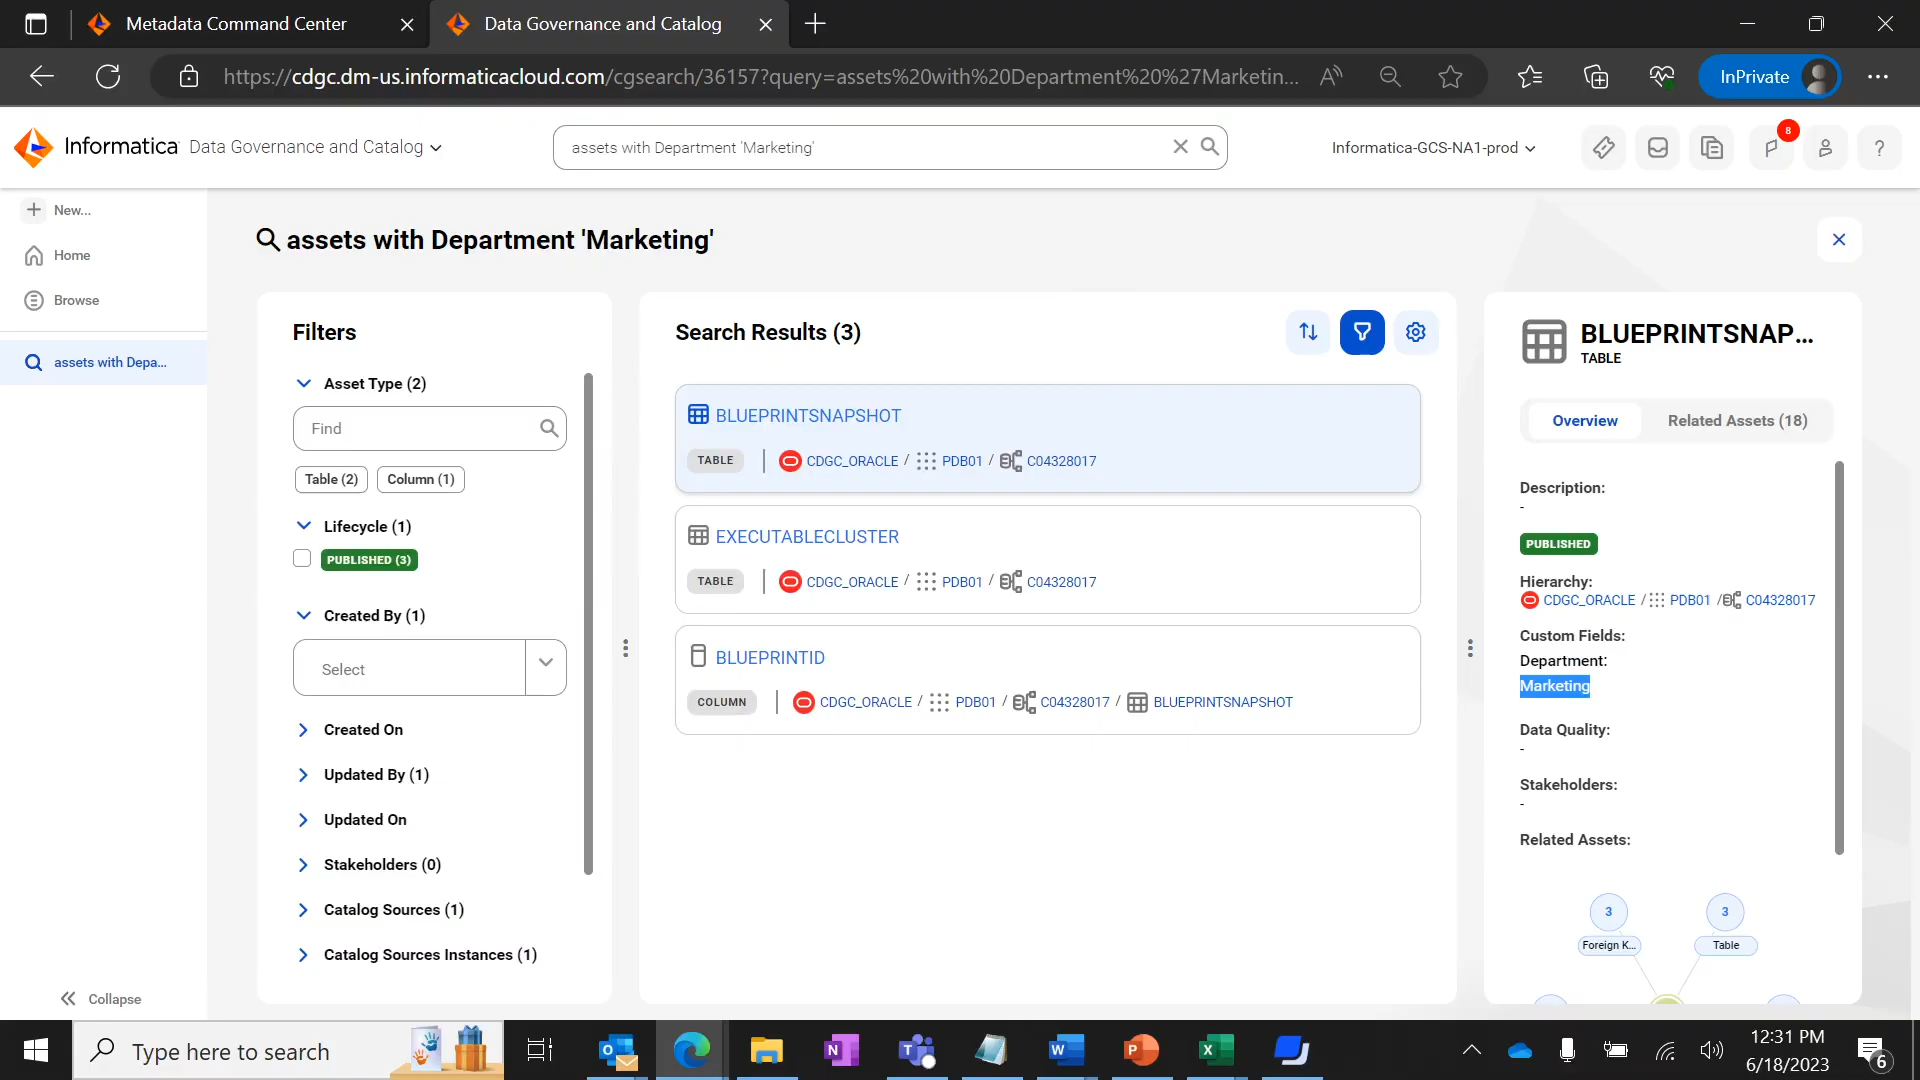 Metadata Command Center
Data Governance and Catalog
https://cdgc.dm-us.informaticacloud.com/cgsearch/36157?query=assets%20with%20Department%20%27Marketin...
InPrivate
Informatica Data Governance and Catalog
assets with Department 'Marketing'
Informatica-GCS-NA1-prod
8
?
New...
Home
Browse
assets with Depa...
Collapse
assets with Department 'Marketing'
Filters
Asset Type (2)
Find
Table (2) Column (1)
Lifecycle (1)
PUBLISHED (3)
Created By (1)
Select
Created On
Updated By (1)
Updated On
Stakeholders (0)
Catalog Sources (1)
Catalog Sources Instances (1)
Search Results (3)
BLUEPRINTSNAPSHOT
TABLE CDGC_ORACLE / PDB01 / C04328017
EXECUTABLECLUSTER
TABLE CDGC_ORACLE / PDB01 / C04328017
BLUEPRINTID
COLUMN CDGC_ORACLE / PDB01 / C04328017 / BLUEPRINTSNAPSHOT
BLUEPRINTSNAP...
TABLE
Overview Related Assets (18)
Description:
-
PUBLISHED
Hierarchy:
CDGC_ORACLE / PDB01 / C04328017
Custom Fields:
Department:
Marketing
Data Quality:
-
Stakeholders:
-
Related Assets:
3 3
Foreign K... Table
Type here to search
12:31 PM
6/18/2023
6